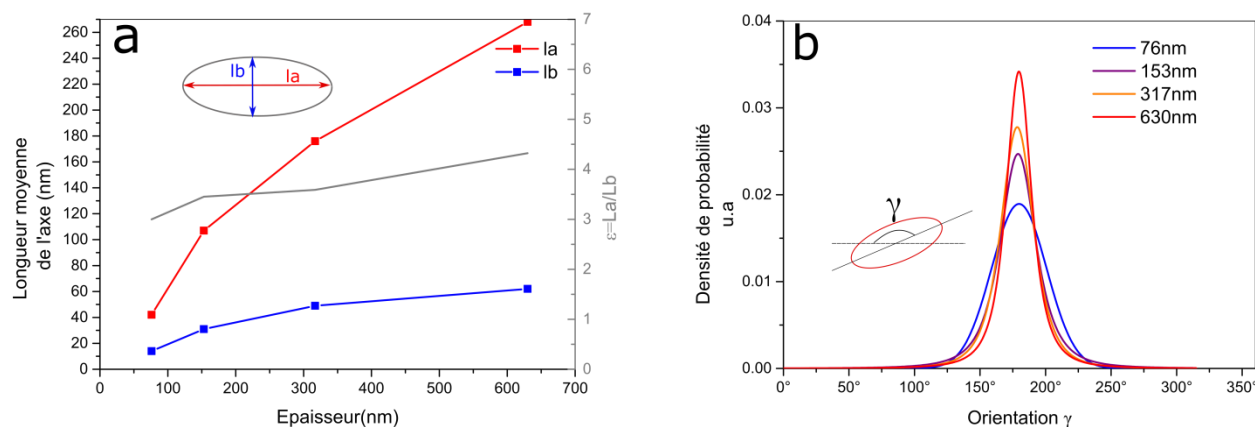 a
la
lb
lb
la
Longueur moyenne
de l'axe (nm)
260
240
220
200
180
160
140
120
100
80
60
40
20
0
0 100 200 300 400 500 600 700
Epaisseur(nm)
7
6
5
4
3
2
1
0
ε=La/Lb
b
76nm
153nm
317nm
630nm
γ
Densité de probabilité
u.a
0.04
0.03
0.02
0.01
0.00
0° 50° 100° 150° 200° 250° 300° 350°
Orientation γ